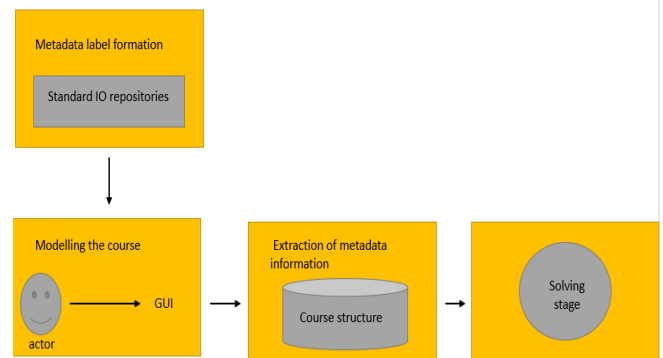 Metadata label formation
Standard IO repositories
Modelling the course
GUI
actor
Extraction of metadata
information
Course structure
Solving
stage